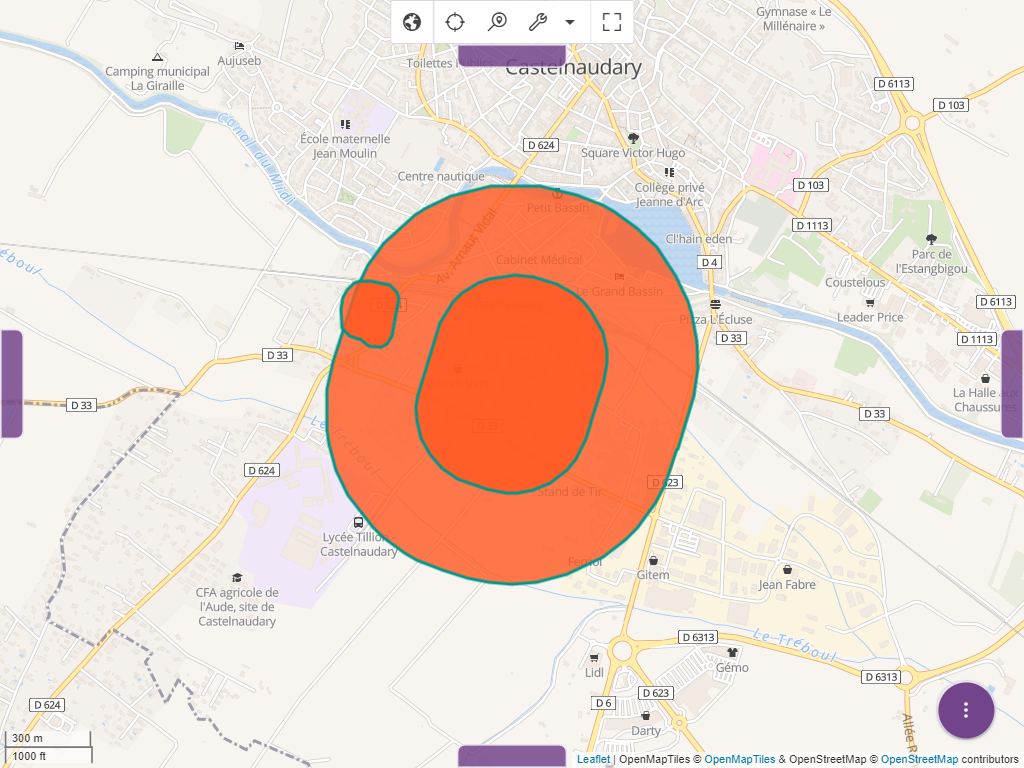 Gymnase « Le
Millénaire »
Aujuseb
Toilettes Publics
Castelnaudary
Camping municipal
La Giraille
D 6113
D 103
Canal du Midi
École maternelle
Jean Moulin
D 624
Square Victor Hugo
Centre nautique
Collège privé
Jeanne d'Arc
D 103
Petit Bassin
D 1113
Av. Arnaut Vidal
Cl'hain eden
Parc de
l'Estangbigou
Cabinet Médical
D 4
éboul
Le Grand Bassin
Coustelous
D 6113
Leader Price
Pizza L'Écluse
D 33
D 1113
D 33
La Halle aux
Chaussures
D 33
D 33
Le Tréboul
D 624
D 623
Stand de Tir
Lycée Tillion
Castelnaudary
Gitem
Jean Fabre
CFA agricole de
l'Aude, site de
Castelnaudary
D 6313
Le Tréboul
Lidl
Gémo
D 6313
D 623
D 6
D 624
Darty
Allée R
300 m
1000 ft
Leaflet | OpenMapTiles © OpenMapTiles & OpenStreetMap © OpenStreetMap contributors